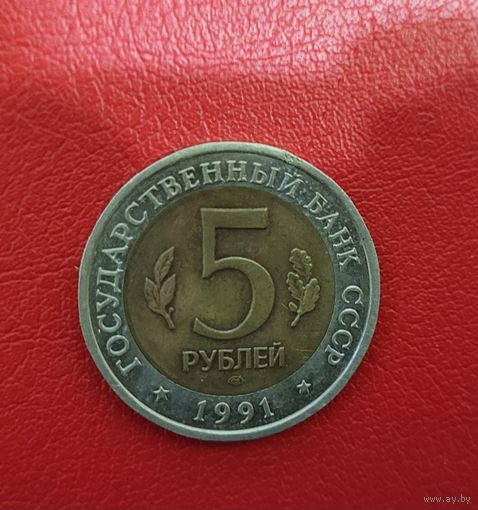 ГОСУДАРСТВЕННЫЙ БАНК СССР
5
РУБЛЕЙ
★ 1991 ★
www.ay.by